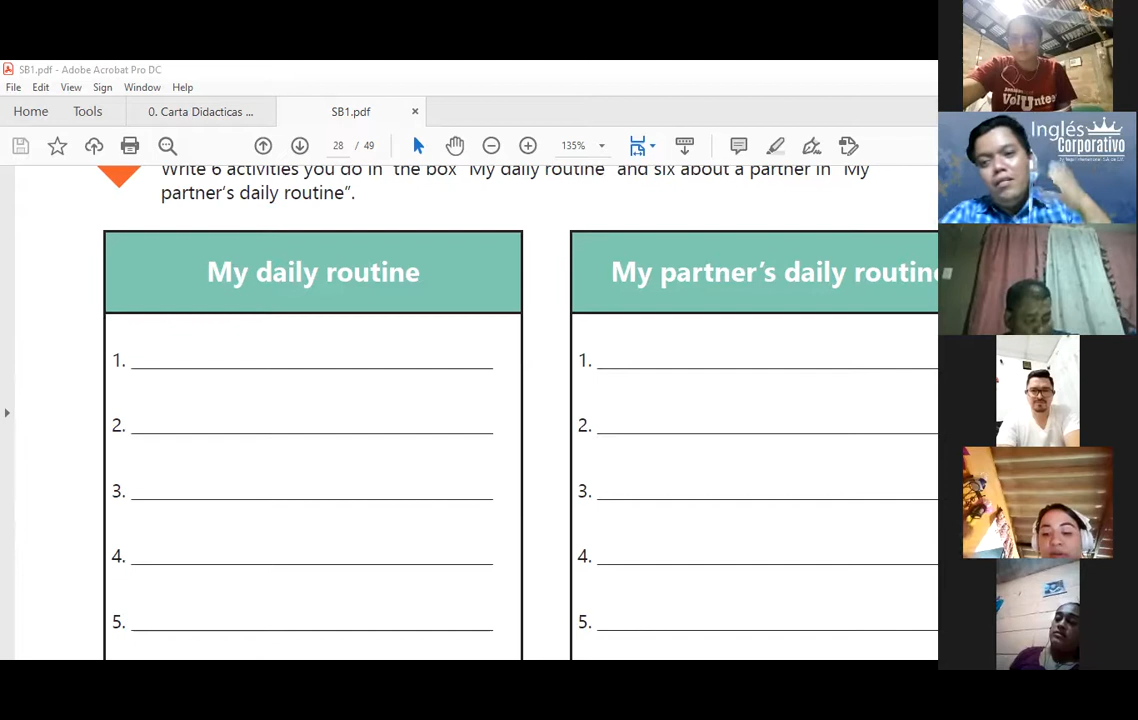 SB1.pdf - Adobe Acrobat Pro DC
File Edit View Sign Window Help
Home Tools 0. Carta Didacticas ... SB1.pdf ×
28 / 49 135%
Write 6 activities you do in "the box "My daily routine" and six about a partner in "My
partner's daily routine".
My daily routine
My partner's daily routine
1.
2.
3.
4.
5.
1.
2.
3.
4.
5.
Inglés
Corporativo
Volunteer